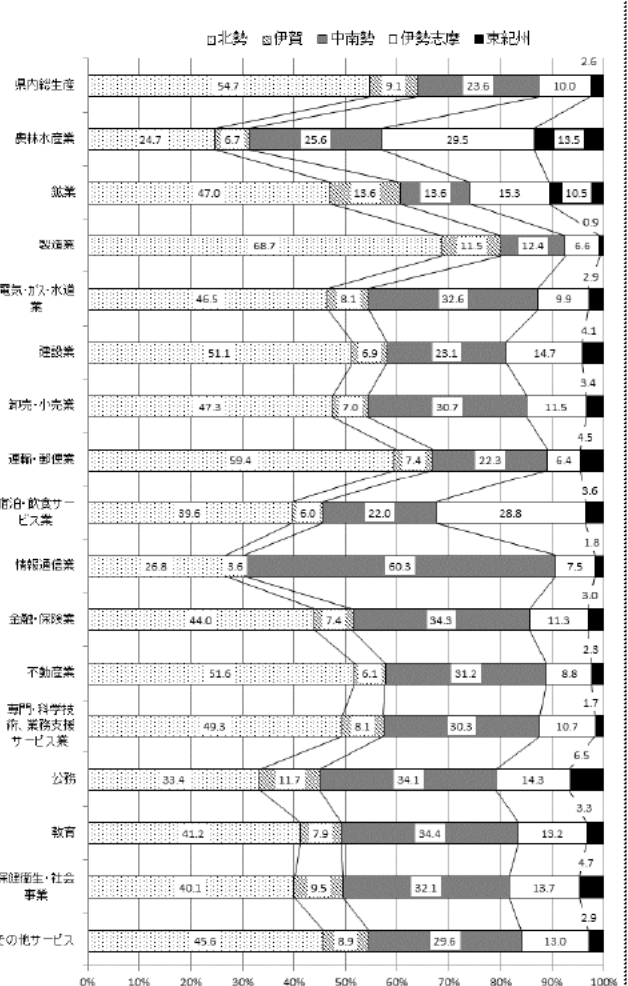 北勢 伊賀 中南勢 伊勢志摩 東紀州
2.6
県内総生産 54.7 9.1 23.6 10.0
農林水産業 24.7 6.7 25.6 29.5 13.5
鉱業 47.0 13.6 13.6 15.3 10.5
0.9
製造業 68.7 11.5 12.4 6.6
2.9
電気・ガス・水道
業
46.5 8.1 32.6 9.9
4.1
建設業 51.1 6.9 23.1 14.7
3.4
卸売・小売業 47.3 7.0 30.7 11.5
4.5
運輸・郵便業 59.4 7.4 22.3 6.4
3.6
宿泊・飲食サー
ビス業
39.6 6.0 22.0 28.8
1.8
情報通信業 26.8 3.6 60.3 7.5
3.0
金融・保険業 44.0 7.4 34.3 11.3
2.3
不動産業 51.6 6.1 31.2 8.8
1.7
専門・科学技
術、業務支援
サービス業
49.3 8.1 30.3 10.7
6.5
公務 33.4 11.7 34.1 14.3
3.3
教育 41.2 7.9 34.4 13.2
4.7
保健衛生・社会
事業
40.1 9.5 32.1 13.7
2.9
その他サービス 45.6 8.9 29.6 13.0
0% 10% 20% 30% 40% 50% 60% 70% 80% 90% 100%